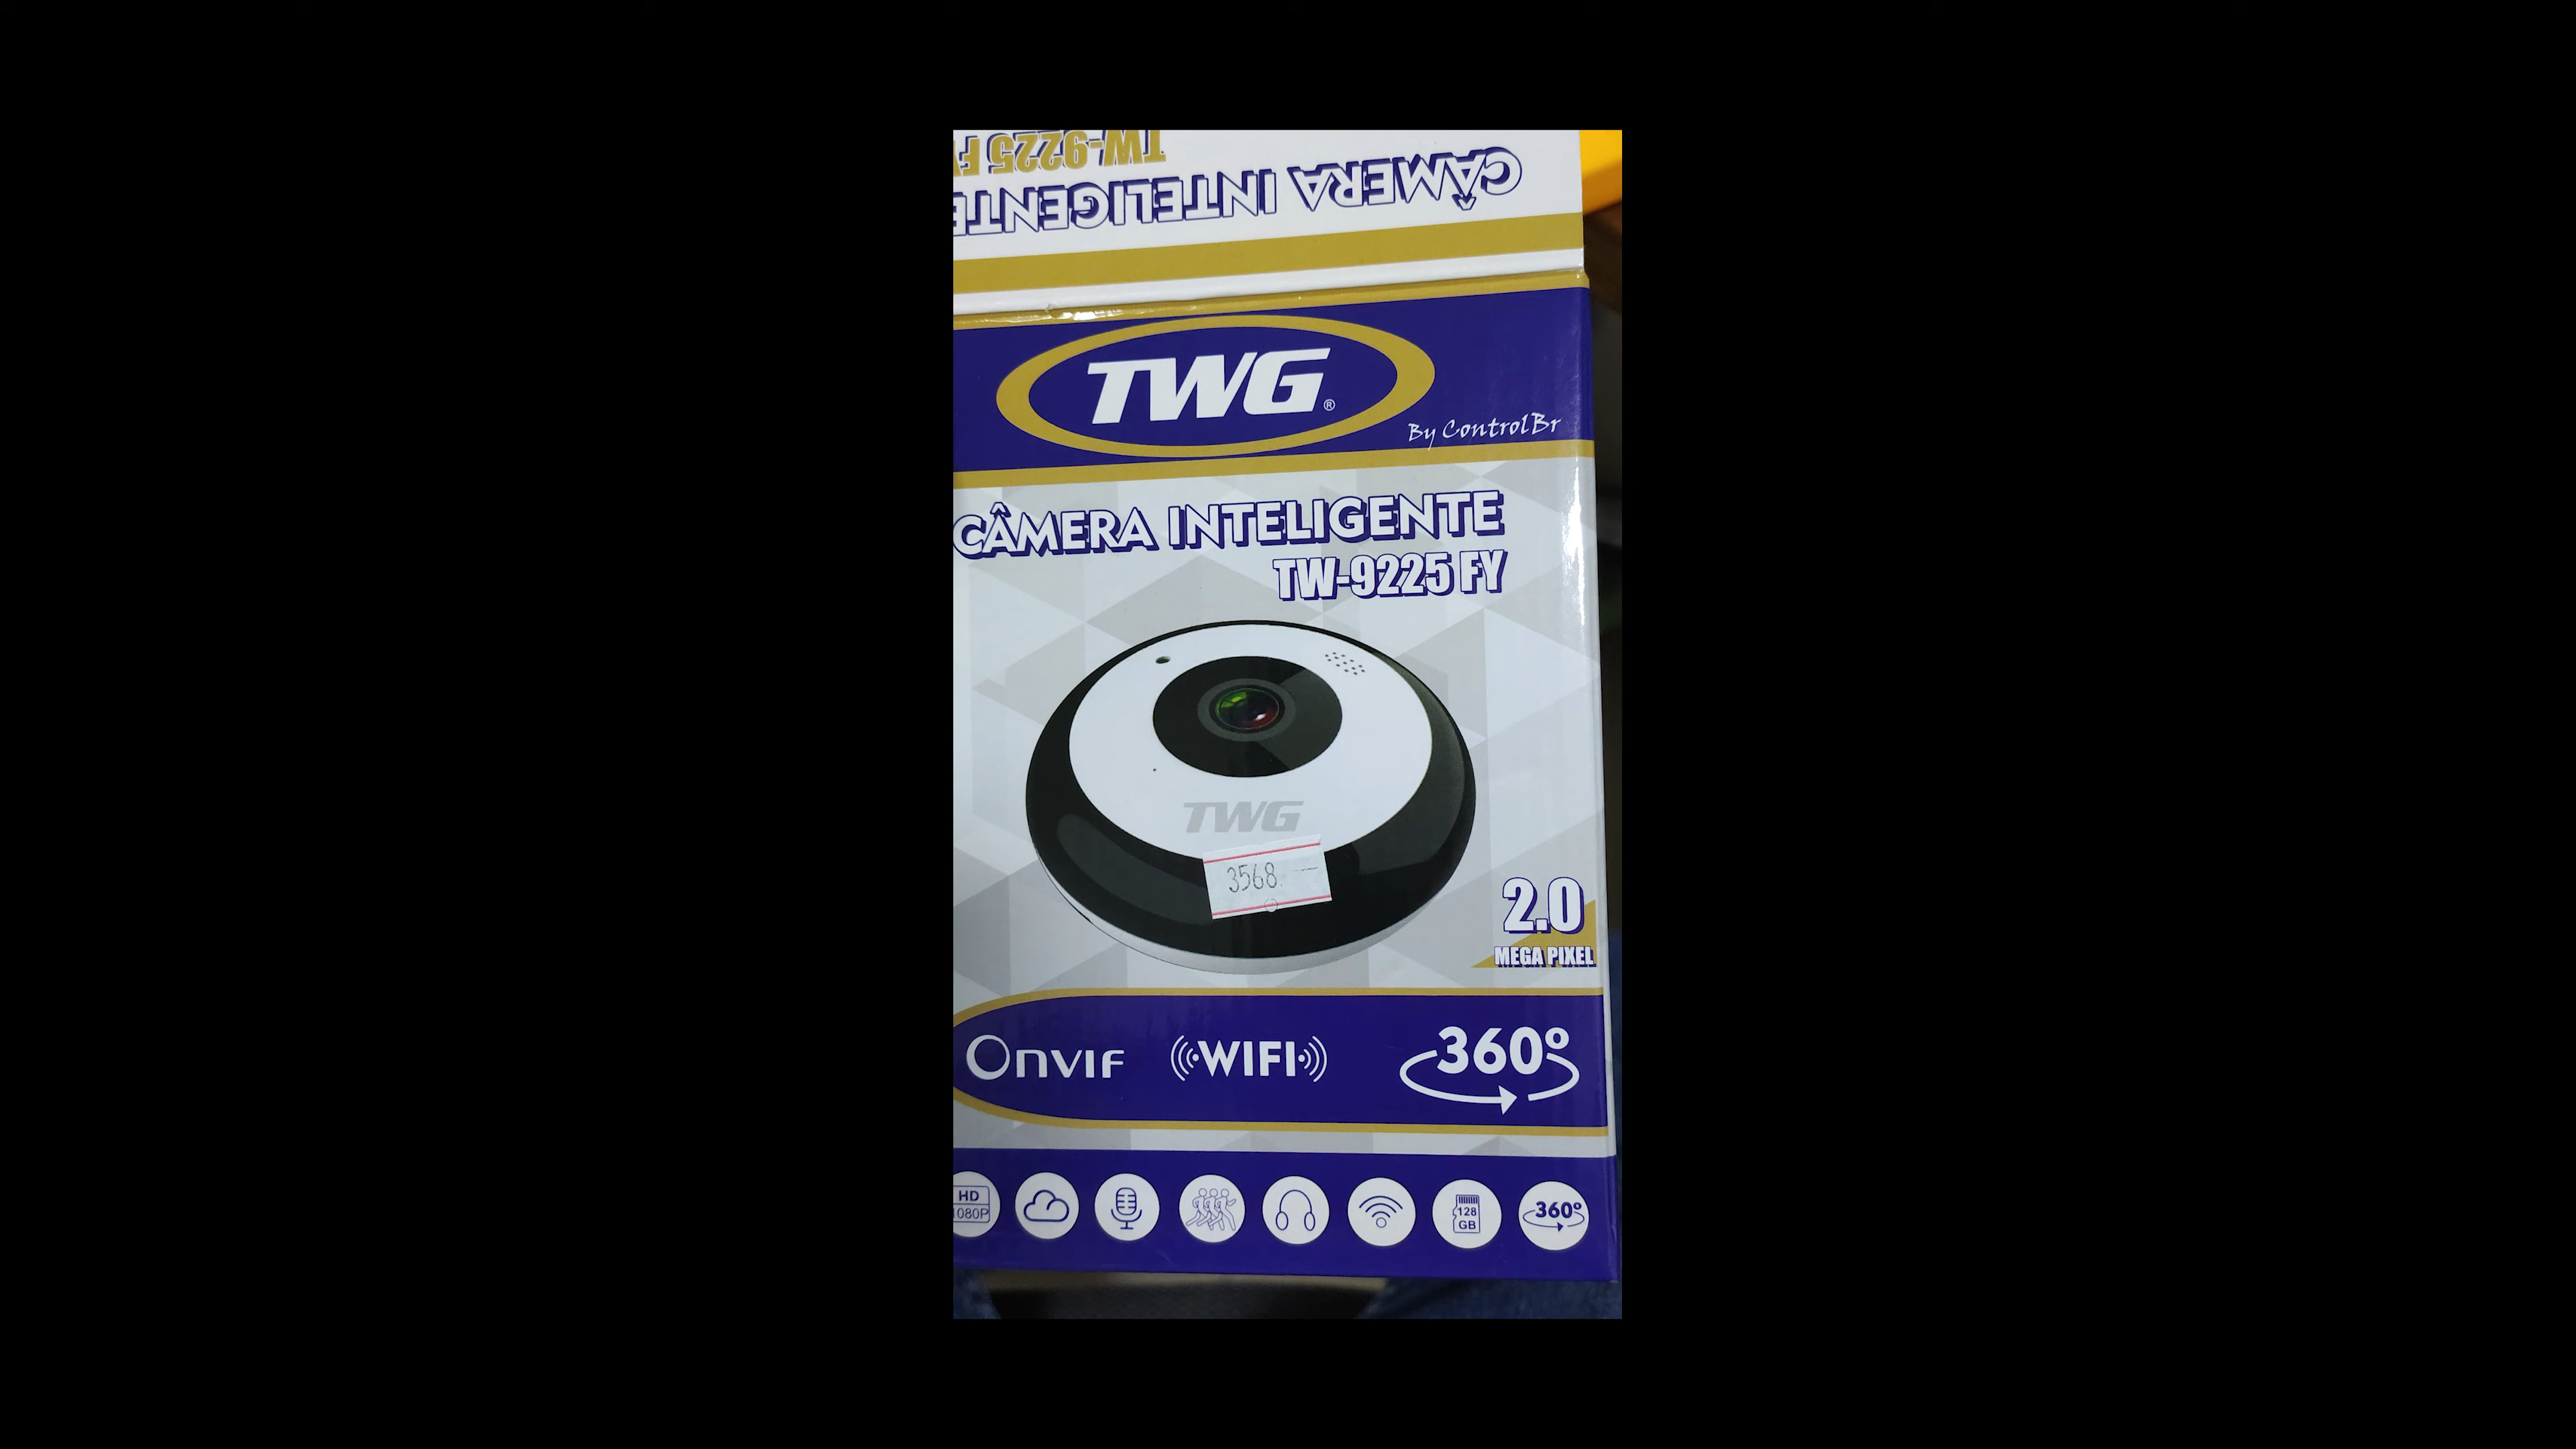 TW-9225 F
CÂMERA INTELIGENTE
TWG®
By ControlBr
CÂMERA INTELIGENTE
TW-9225 FY
TWG
3568
2.0
MEGA PIXEL
ONVIF WIFI 360º
HD
1080P
128
GB
360º